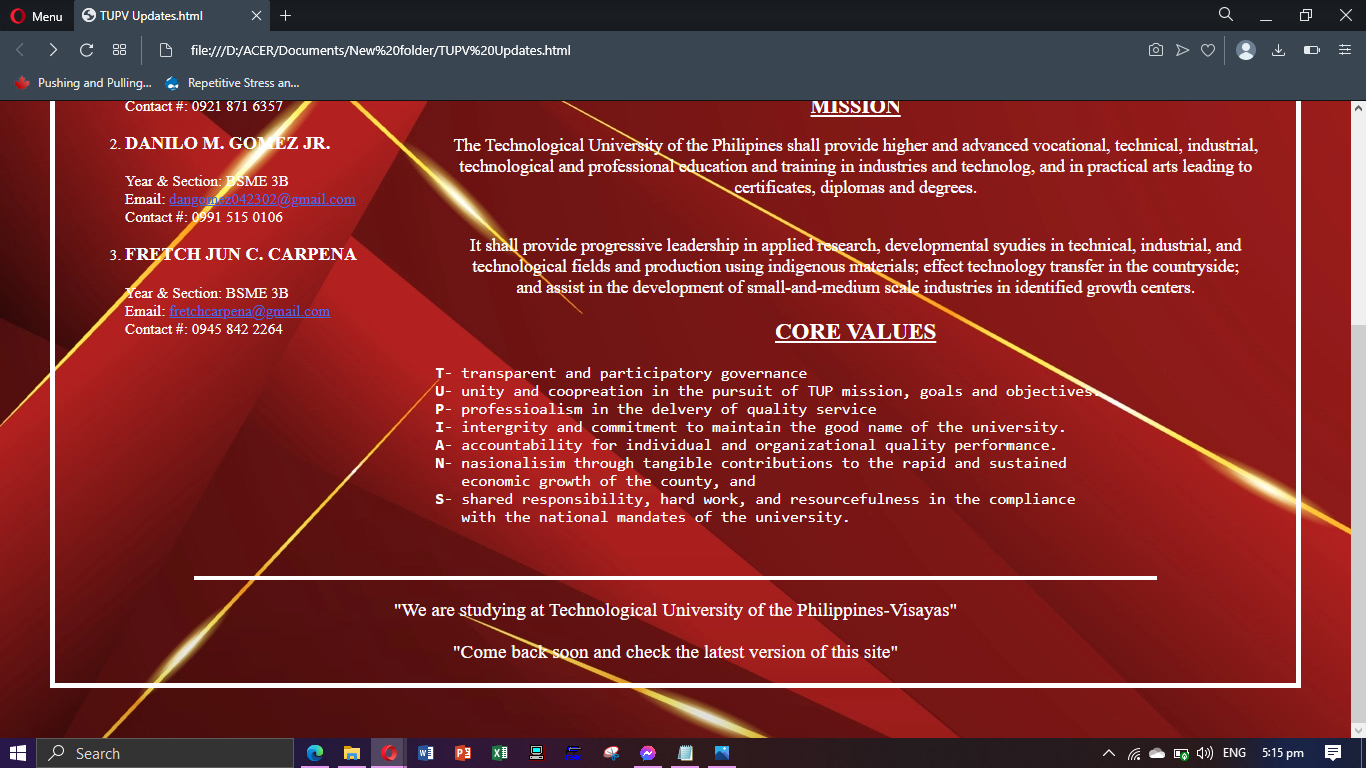 Menu
TUPV Updates.html
file:///D:/ACER/Documents/New%20folder/TUPV%20Updates.html
Pushing and Pulling...
Repetitive Stress an...
Contact #: 0921 871 6357
2. DANILO M. GOMEZ JR.
Year & Section: BSME 3B
Email: dangomez042302@gmail.com
Contact #: 0991 515 0106
3. FRETCH JUN C. CARPENA
Year & Section: BSME 3B
Email: fretchcarpena@gmail.com
Contact #: 0945 842 2264
MISSION
The Technological University of the Philipines shall provide higher and advanced vocational, technical, industrial,
technological and professional education and training in industries and technolog, and in practical arts leading to
certificates, diplomas and degrees.
It shall provide progressive leadership in applied research, developmental syudies in technical, industrial, and
technological fields and production using indigenous materials; effect technology transfer in the countryside;
and assist in the development of small-and-medium scale industries in identified growth centers.
CORE VALUES
T- transparent and participatory governance
U- unity and coopreation in the pursuit of TUP mission, goals and objectives.
P- professioalism in the delvery of quality service
I- intergrity and commitment to maintain the good name of the university.
A- accountability for individual and organizational quality performance.
N- nasionalisim through tangible contributions to the rapid and sustained
economic growth of the county, and
S- shared responsibility, hard work, and resourcefulness in the compliance
with the national mandates of the university.
"We are studying at Technological University of the Philippines-Visayas"
"Come back soon and check the latest version of this site"
Search
ENG
5:15 pm